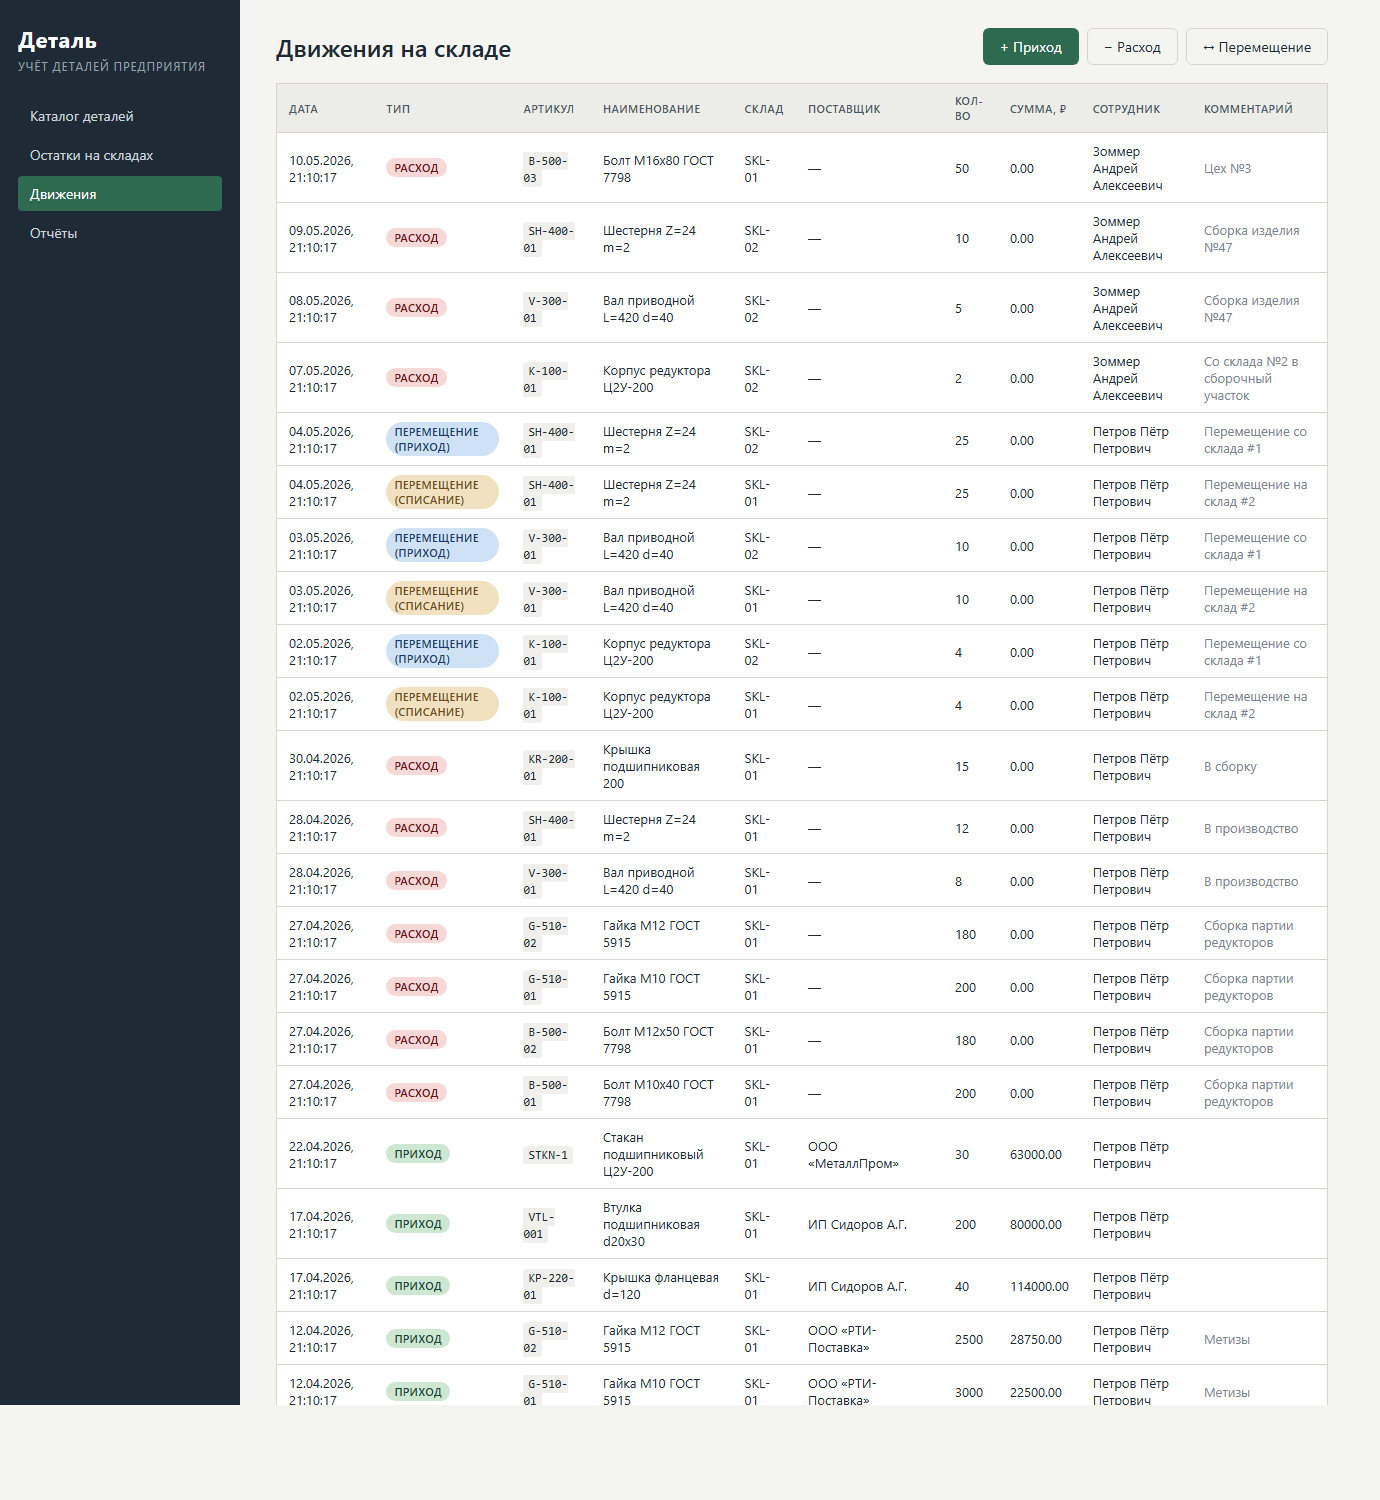 Деталь
УЧЁТ ДЕТАЛЕЙ ПРЕДПРИЯТИЯ
Каталог деталей
Остатки на складах
Движения
Отчёты
Движения на складе
+ Приход
− Расход
↔ Перемещение
ДАТА ТИП АРТИКУЛ НАИМЕНОВАНИЕ СКЛАД ПОСТАВЩИК КОЛ-ВО СУММА, ₽ СОТРУДНИК КОММЕНТАРИЙ
10.05.2026, 21:10:17 РАСХОД B-500-03 Болт М16х80 ГОСТ 7798 SKL-01 — 50 0.00 Зоммер Андрей Алексеевич Цех №3
09.05.2026, 21:10:17 РАСХОД SH-400-01 Шестерня Z=24 m=2 SKL-02 — 10 0.00 Зоммер Андрей Алексеевич Сборка изделия №47
08.05.2026, 21:10:17 РАСХОД V-300-01 Вал приводной L=420 d=40 SKL-02 — 5 0.00 Зоммер Андрей Алексеевич Сборка изделия №47
07.05.2026, 21:10:17 РАСХОД K-100-01 Корпус редуктора Ц2У-200 SKL-02 — 2 0.00 Зоммер Андрей Алексеевич Со склада №2 в сборочный участок
04.05.2026, 21:10:17 ПЕРЕМЕЩЕНИЕ (ПРИХОД) SH-400-01 Шестерня Z=24 m=2 SKL-02 — 25 0.00 Петров Пётр Петрович Перемещение со склада #1
04.05.2026, 21:10:17 ПЕРЕМЕЩЕНИЕ (СПИСАНИЕ) SH-400-01 Шестерня Z=24 m=2 SKL-01 — 25 0.00 Петров Пётр Петрович Перемещение на склад #2
03.05.2026, 21:10:17 ПЕРЕМЕЩЕНИЕ (ПРИХОД) V-300-01 Вал приводной L=420 d=40 SKL-02 — 10 0.00 Петров Пётр Петрович Перемещение со склада #1
03.05.2026, 21:10:17 ПЕРЕМЕЩЕНИЕ (СПИСАНИЕ) V-300-01 Вал приводной L=420 d=40 SKL-01 — 10 0.00 Петров Пётр Петрович Перемещение на склад #2
02.05.2026, 21:10:17 ПЕРЕМЕЩЕНИЕ (ПРИХОД) K-100-01 Корпус редуктора Ц2У-200 SKL-02 — 4 0.00 Петров Пётр Петрович Перемещение со склада #1
02.05.2026, 21:10:17 ПЕРЕМЕЩЕНИЕ (СПИСАНИЕ) K-100-01 Корпус редуктора Ц2У-200 SKL-01 — 4 0.00 Петров Пётр Петрович Перемещение на склад #2
30.04.2026, 21:10:17 РАСХОД KR-200-01 Крышка подшипниковая 200 SKL-01 — 15 0.00 Петров Пётр Петрович В сборку
28.04.2026, 21:10:17 РАСХОД SH-400-01 Шестерня Z=24 m=2 SKL-01 — 12 0.00 Петров Пётр Петрович В производство
28.04.2026, 21:10:17 РАСХОД V-300-01 Вал приводной L=420 d=40 SKL-01 — 8 0.00 Петров Пётр Петрович В производство
27.04.2026, 21:10:17 РАСХОД G-510-02 Гайка М12 ГОСТ 5915 SKL-01 — 180 0.00 Петров Пётр Петрович Сборка партии редукторов
27.04.2026, 21:10:17 РАСХОД G-510-01 Гайка М10 ГОСТ 5915 SKL-01 — 200 0.00 Петров Пётр Петрович Сборка партии редукторов
27.04.2026, 21:10:17 РАСХОД B-500-02 Болт М12х50 ГОСТ 7798 SKL-01 — 180 0.00 Петров Пётр Петрович Сборка партии редукторов
27.04.2026, 21:10:17 РАСХОД B-500-01 Болт М10х40 ГОСТ 7798 SKL-01 — 200 0.00 Петров Пётр Петрович Сборка партии редукторов
22.04.2026, 21:10:17 ПРИХОД STKN-1 Стакан подшипниковый Ц2У-200 SKL-01 ООО «МеталлПром» 30 63000.00 Петров Пётр Петрович
17.04.2026, 21:10:17 ПРИХОД VTL-001 Втулка подшипниковая d20x30 SKL-01 ИП Сидоров А.Г. 200 80000.00 Петров Пётр Петрович
17.04.2026, 21:10:17 ПРИХОД KP-220-01 Крышка фланцевая d=120 SKL-01 ИП Сидоров А.Г. 40 114000.00 Петров Пётр Петрович
12.04.2026, 21:10:17 ПРИХОД G-510-02 Гайка М12 ГОСТ 5915 SKL-01 ООО «РТИ-Поставка» 2500 28750.00 Петров Пётр Петрович Метизы
12.04.2026, 21:10:17 ПРИХОД G-510-01 Гайка М10 ГОСТ 5915 SKL-01 ООО «РТИ-Поставка» 3000 22500.00 Петров Пётр Петрович Метизы